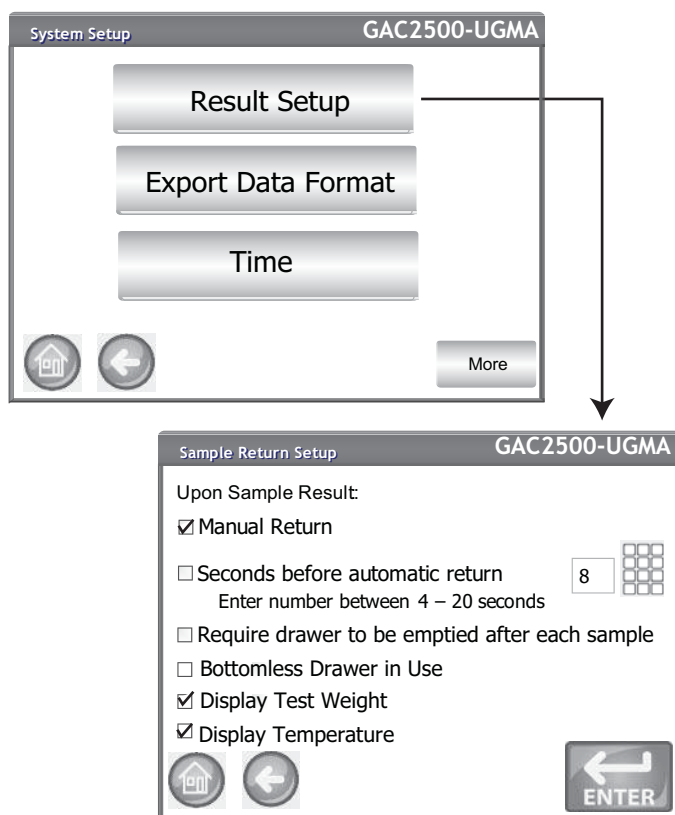 System Setup GAC2500-UGMA
Result Setup
Export Data Format
Time
More
Sample Return Setup GAC2500-UGMA
Upon Sample Result:
Manual Return
Seconds before automatic return 8
Enter number between 4 – 20 seconds
Require drawer to be emptied after each sample
Bottomless Drawer in Use
Display Test Weight
Display Temperature
ENTER